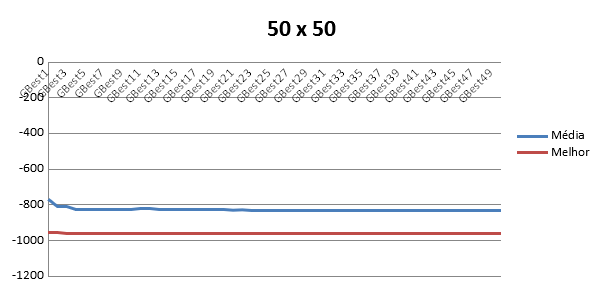 50 x 50
0
-200
-400
-600
-800
-1000
-1200
GBest1
GBest3
GBest5
GBest7
GBest9
GBest11
GBest13
GBest15
GBest17
GBest19
GBest21
GBest23
GBest25
GBest27
GBest29
GBest31
GBest33
GBest35
GBest37
GBest39
GBest41
GBest43
GBest45
GBest47
GBest49
Média
Melhor